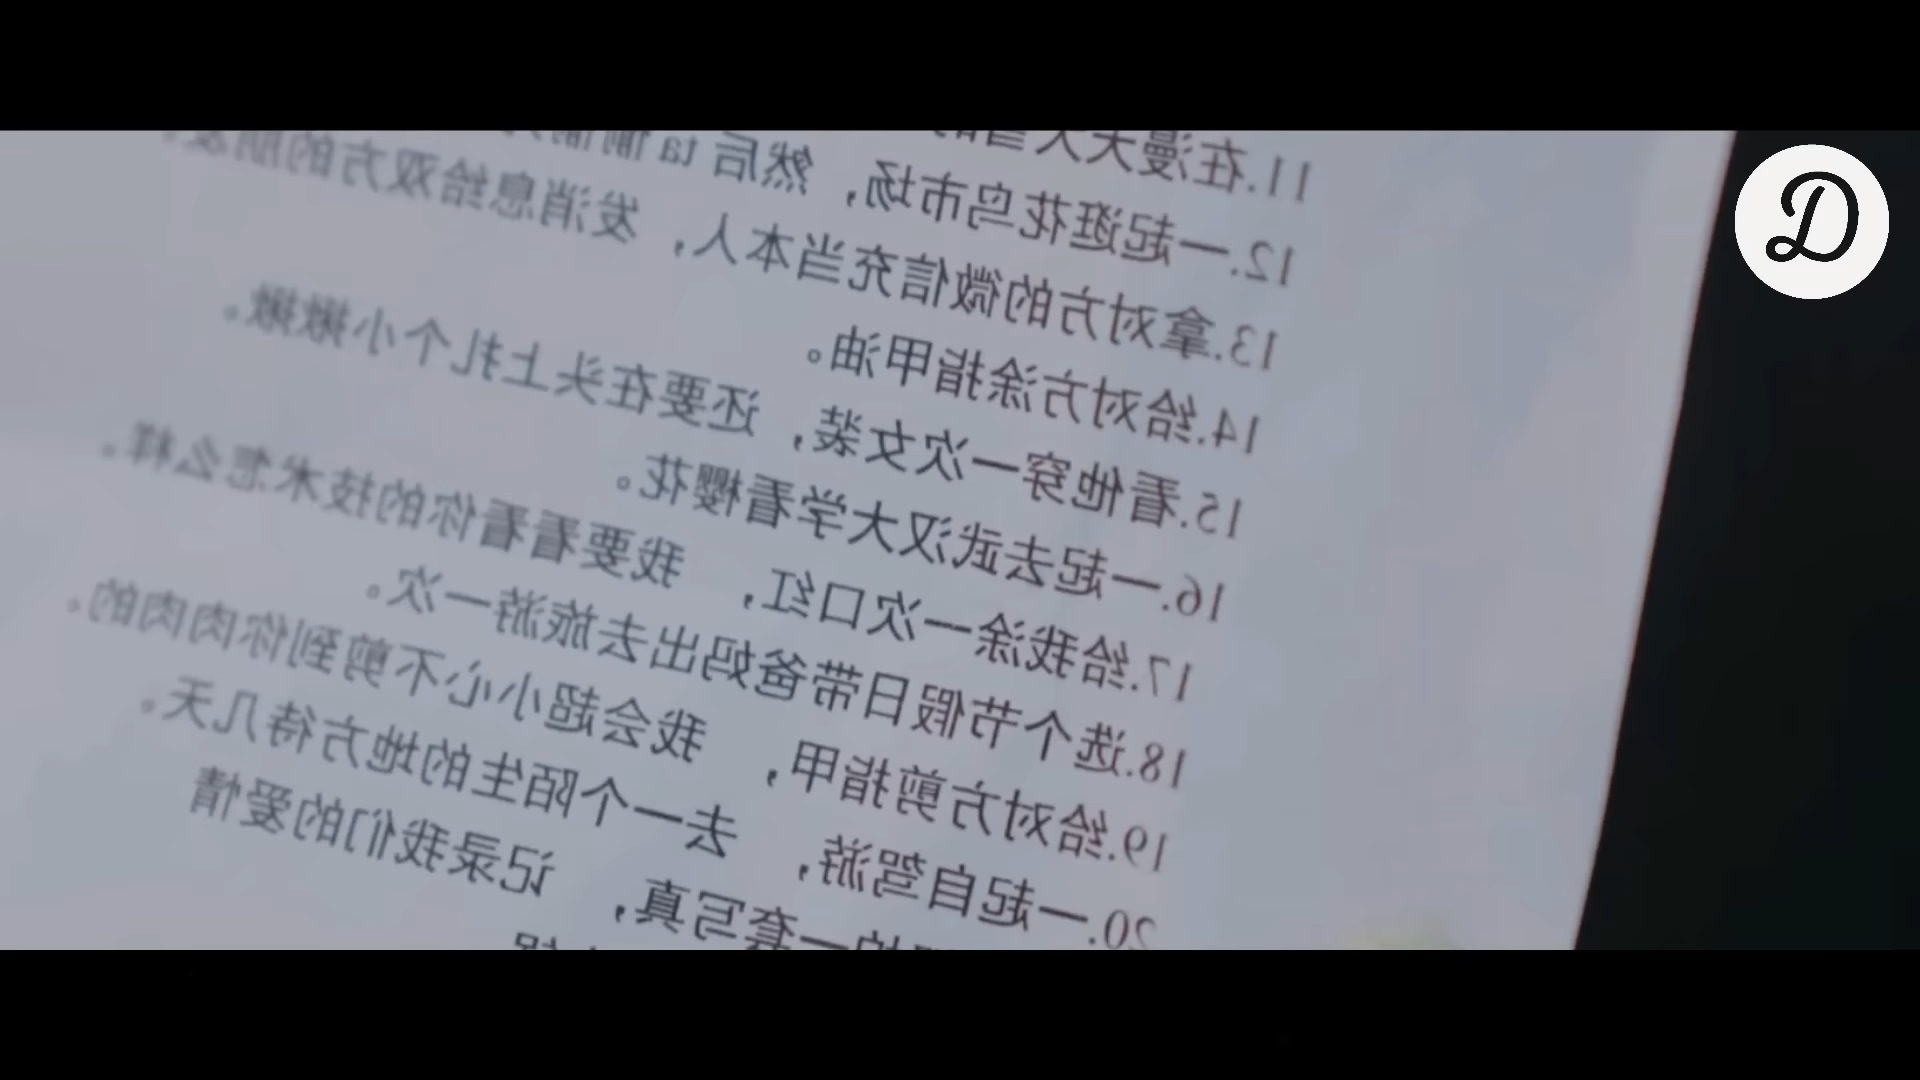 11.在漫天大雪的
12.一起逛花鸟市场，然后 ta 偷偷
13.拿对方的微信充当本人，发消息给双方的朋友。
14.给对方涂指甲油。
15.看他穿一次女装，还要在头上扎个小揪揪。
16.一起去武汉大学看樱花。
17.给我涂一次口红，我要看看你的技术怎么样。
18.选个节假日带爸妈出去旅游一次。
19.给对方剪指甲，我会超小心不剪到你肉肉的。
20.一起自驾游，去一个陌生的地方待几天。
拍一套写真，记录我们的爱情
D